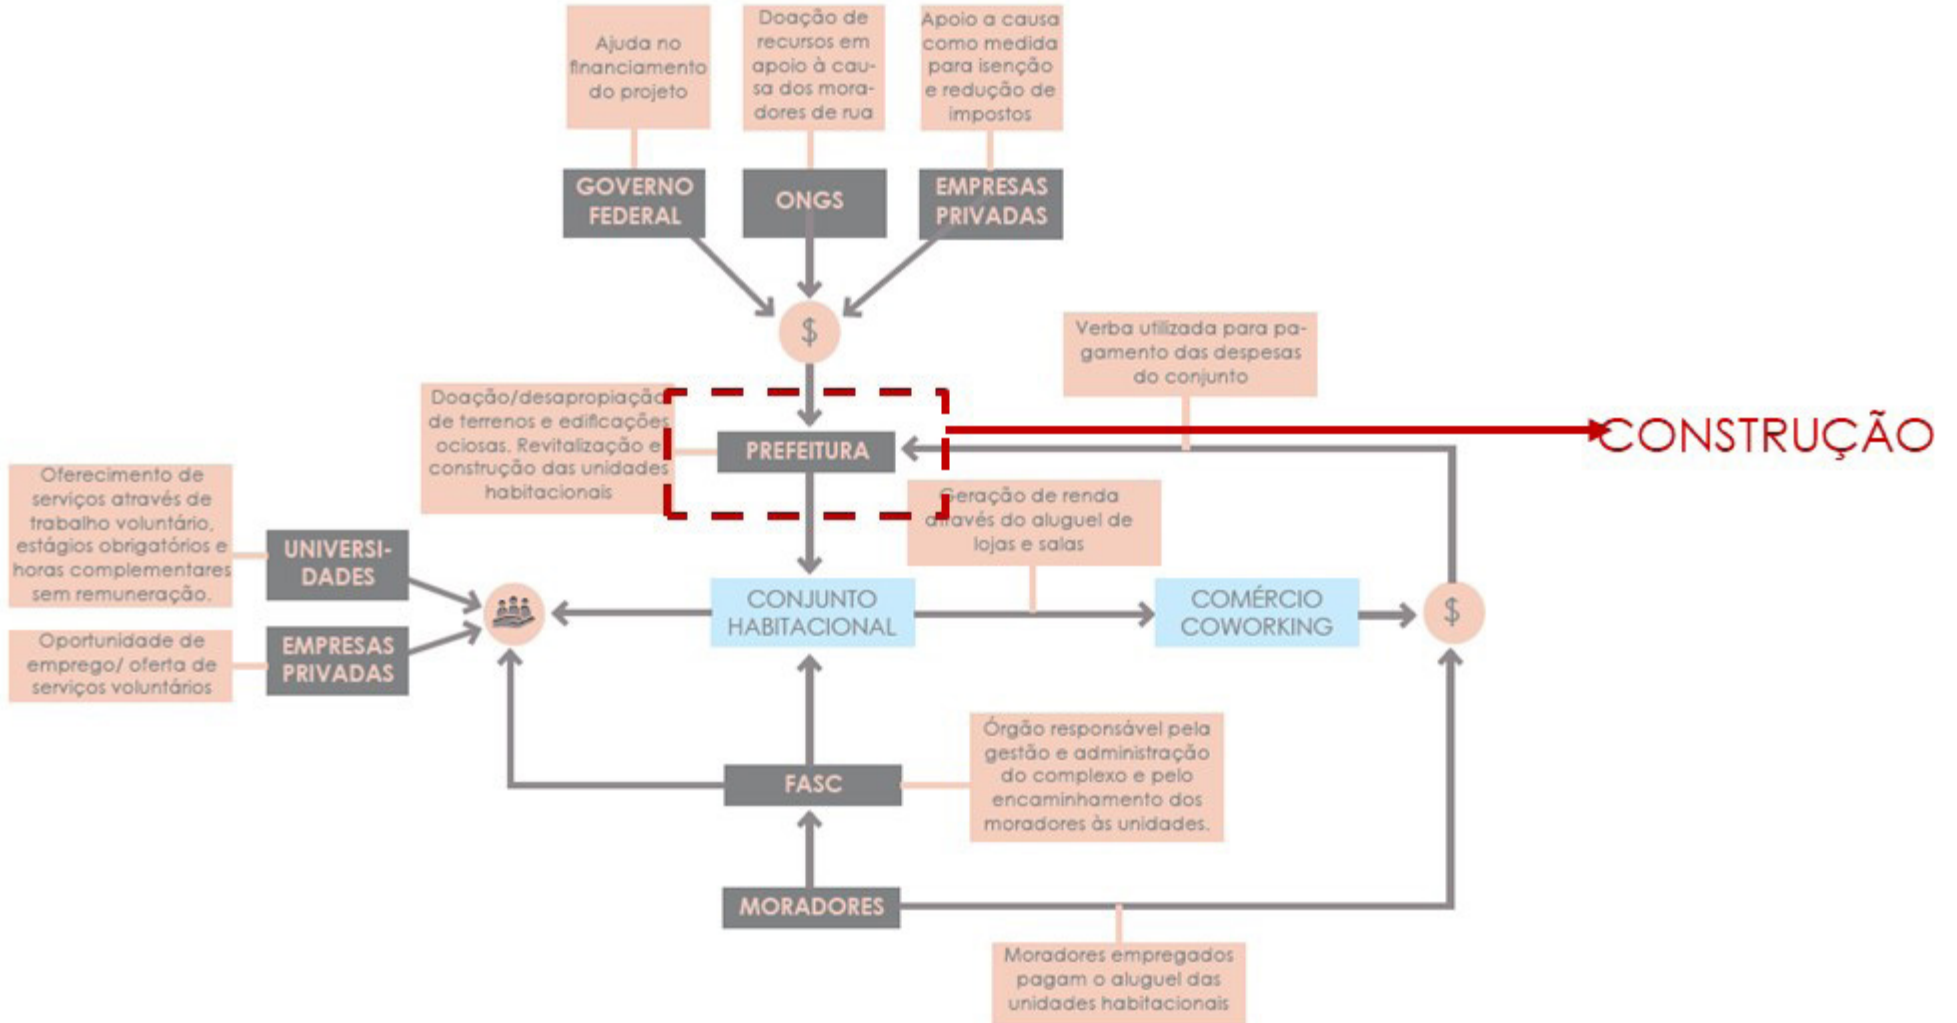 Ajuda no
financiamento
do projeto
Doação de
recursos em
apoio à cau-
sa dos mora-
dores de rua
Apoio a causa
como medida
para isenção
e redução de
impostos
GOVERNO
FEDERAL
ONGS
EMPRESAS
PRIVADAS
$
Verba utilizada para pa-
gamento das despesas
do conjunto
Doação/desapropiação
de terrenos e edificações
ociosas. Revitalização e
construção das unidades
habitacionais
PREFEITURA
CONSTRUÇÃO
Geração de renda
através do aluguel de
lojas e salas
Oferecimento de
serviços através de
trabalho voluntário,
estágios obrigatórios e
horas complementares
sem remuneração.
UNIVERSI-
DADES
Oportunidade de
emprego/ oferta de
serviços voluntários
EMPRESAS
PRIVADAS
CONJUNTO
HABITACIONAL
COMÉRCIO
COWORKING
$
FASC
Órgão responsável pela
gestão e administração
do complexo e pelo
encaminhamento dos
moradores às unidades.
MORADORES
Moradores empregados
pagam o aluguel das
unidades habitacionais